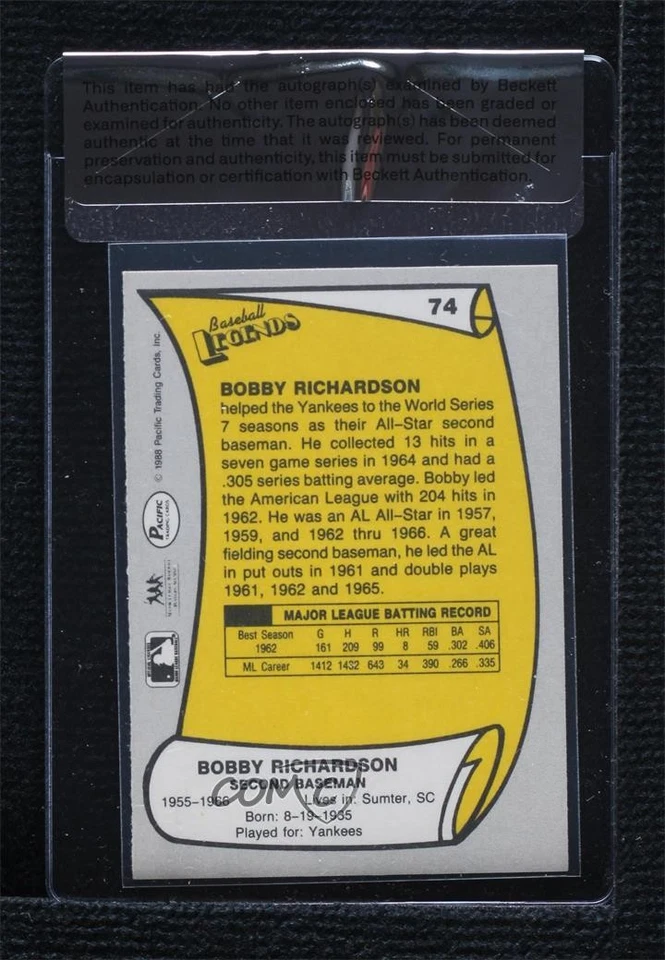 This item has had the autograph(s) examined by Beckett
Authentication. No other item enclosed has been graded or
examined for authenticity. The autograph(s) has been deemed
authentic at the time that it was reviewed. For permanent
preservation and authenticity, this item must be submitted for
encapsulation or certification with Beckett Authentication.
74
Baseball
LEGENDS
BOBBY RICHARDSON
helped the Yankees to the World Series
7 seasons as their All-Star second
baseman. He collected 13 hits in a
seven game series in 1964 and had a
.305 series batting average. Bobby led
the American League with 204 hits in
1962. He was an AL All-Star in 1957,
1959, and 1962 thru 1966. A great
fielding second baseman, he led the AL
in put outs in 1961 and double plays
1961, 1962 and 1965.
MAJOR LEAGUE BATTING RECORD
Best Season G H R HR RBI BA SA
1962 161 209 99 8 59 .302 .406
ML Career 1412 1432 643 34 390 .266 .335
BOBBY RICHARDSON
SECOND BASEMAN
1955-1966 Lives in: Sumter, SC
Born: 8-19-1935
Played for: Yankees
© 1988 Pacific Trading Cards, Inc.
PACIFIC
TRADING CARDS
COMC